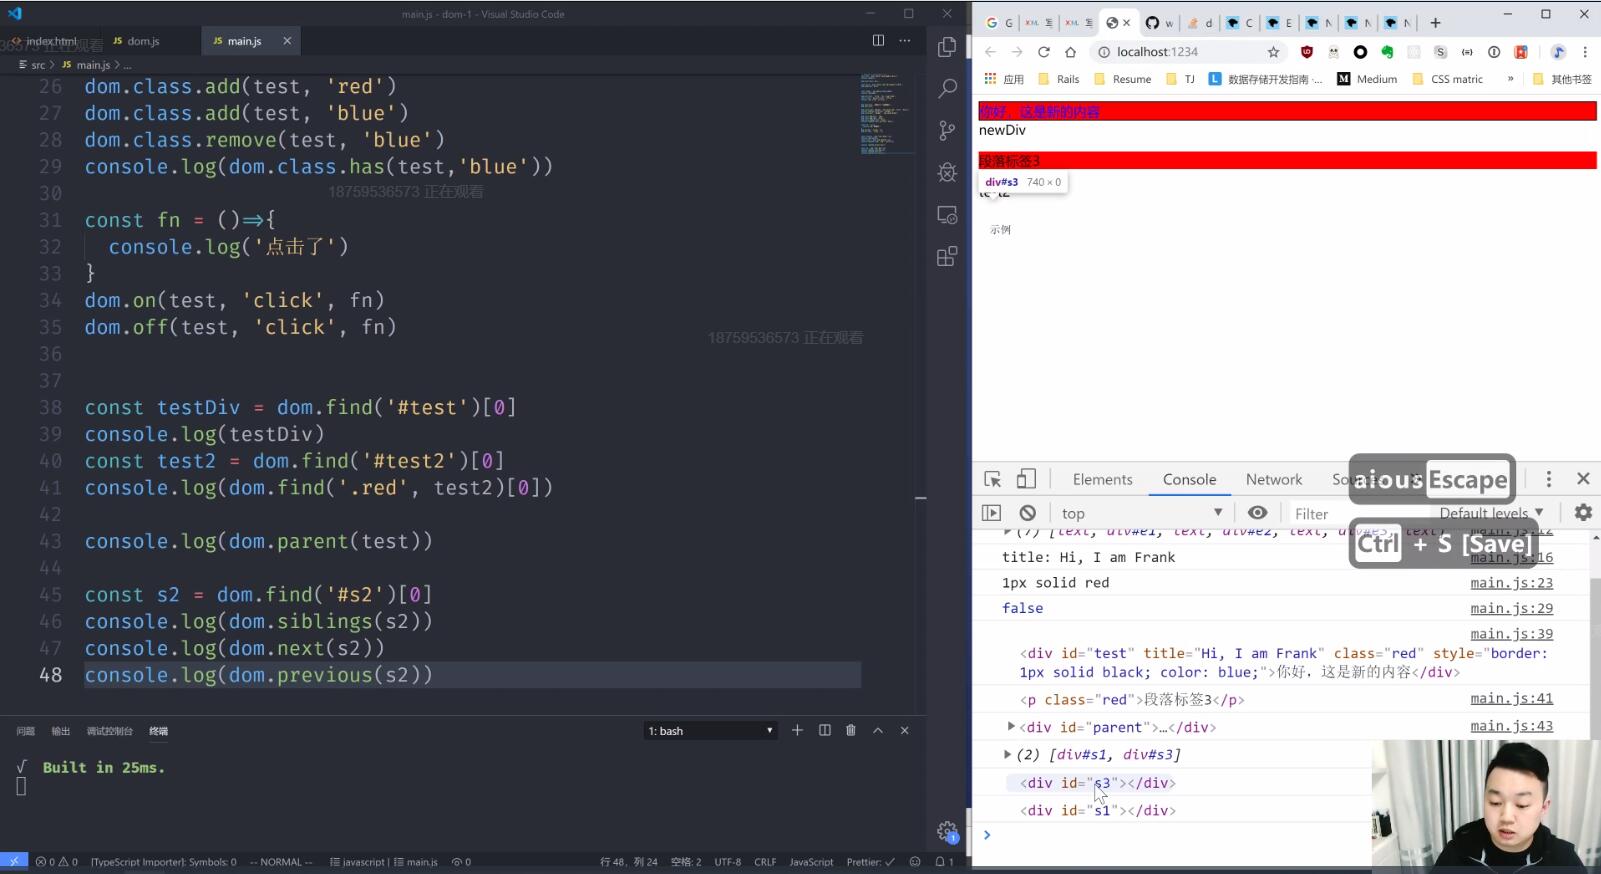 main.js - dom-1 - Visual Studio Code
index.html
JS dom.js
JS main.js
src > JS main.js > ...
26 dom.class.add(test, 'red')
27 dom.class.add(test, 'blue')
28 dom.class.remove(test, 'blue')
29 console.log(dom.class.has(test,'blue'))
18759536573 正在观看
30
31 const fn = ()=>{
32 console.log('点击了')
33 }
34 dom.on(test, 'click', fn)
35 dom.off(test, 'click', fn)
18759536573 正在观看
36
37
38 const testDiv = dom.find('#test')[0]
39 console.log(testDiv)
40 const test2 = dom.find('#test2')[0]
41 console.log(dom.find('.red', test2)[0])
42
43 console.log(dom.parent(test))
44
45 const s2 = dom.find('#s2')[0]
46 console.log(dom.siblings(s2))
47 console.log(dom.next(s2))
48 console.log(dom.previous(s2))
问题 输出 调试控制台 终端
1: bash
√ Built in 25ms.
0 0 [TypeScript Importer]: Symbols: 0 -- NORMAL -- javascript | main.js 0
行 48，列 24 空格: 2 UTF-8 CRLF JavaScript Prettier: ✓ 1
localhost:1234
应用 Rails Resume TJ 数据存储开发指南 ·... Medium CSS matric » 其他书签
你好，这是新的内容
newDiv
段落标签3
div#s3 740 × 0
示例
Elements Console Network
aious Escape
top Filter Default levels
Ctrl + S [Save]
(7) [text, div#e1, text, div#e2, text, div#e3, text] main.js:12
title: Hi, I am Frank main.js:16
1px solid red main.js:23
false main.js:29
main.js:39
<div id="test" title="Hi, I am Frank" class="red" style="border:
1px solid black; color: blue;">你好，这是新的内容</div>
<p class="red">段落标签3</p> main.js:41
<div id="parent">…</div> main.js:43
(2) [div#s1, div#s3]
<div id="s3"></div>
<div id="s1"></div>